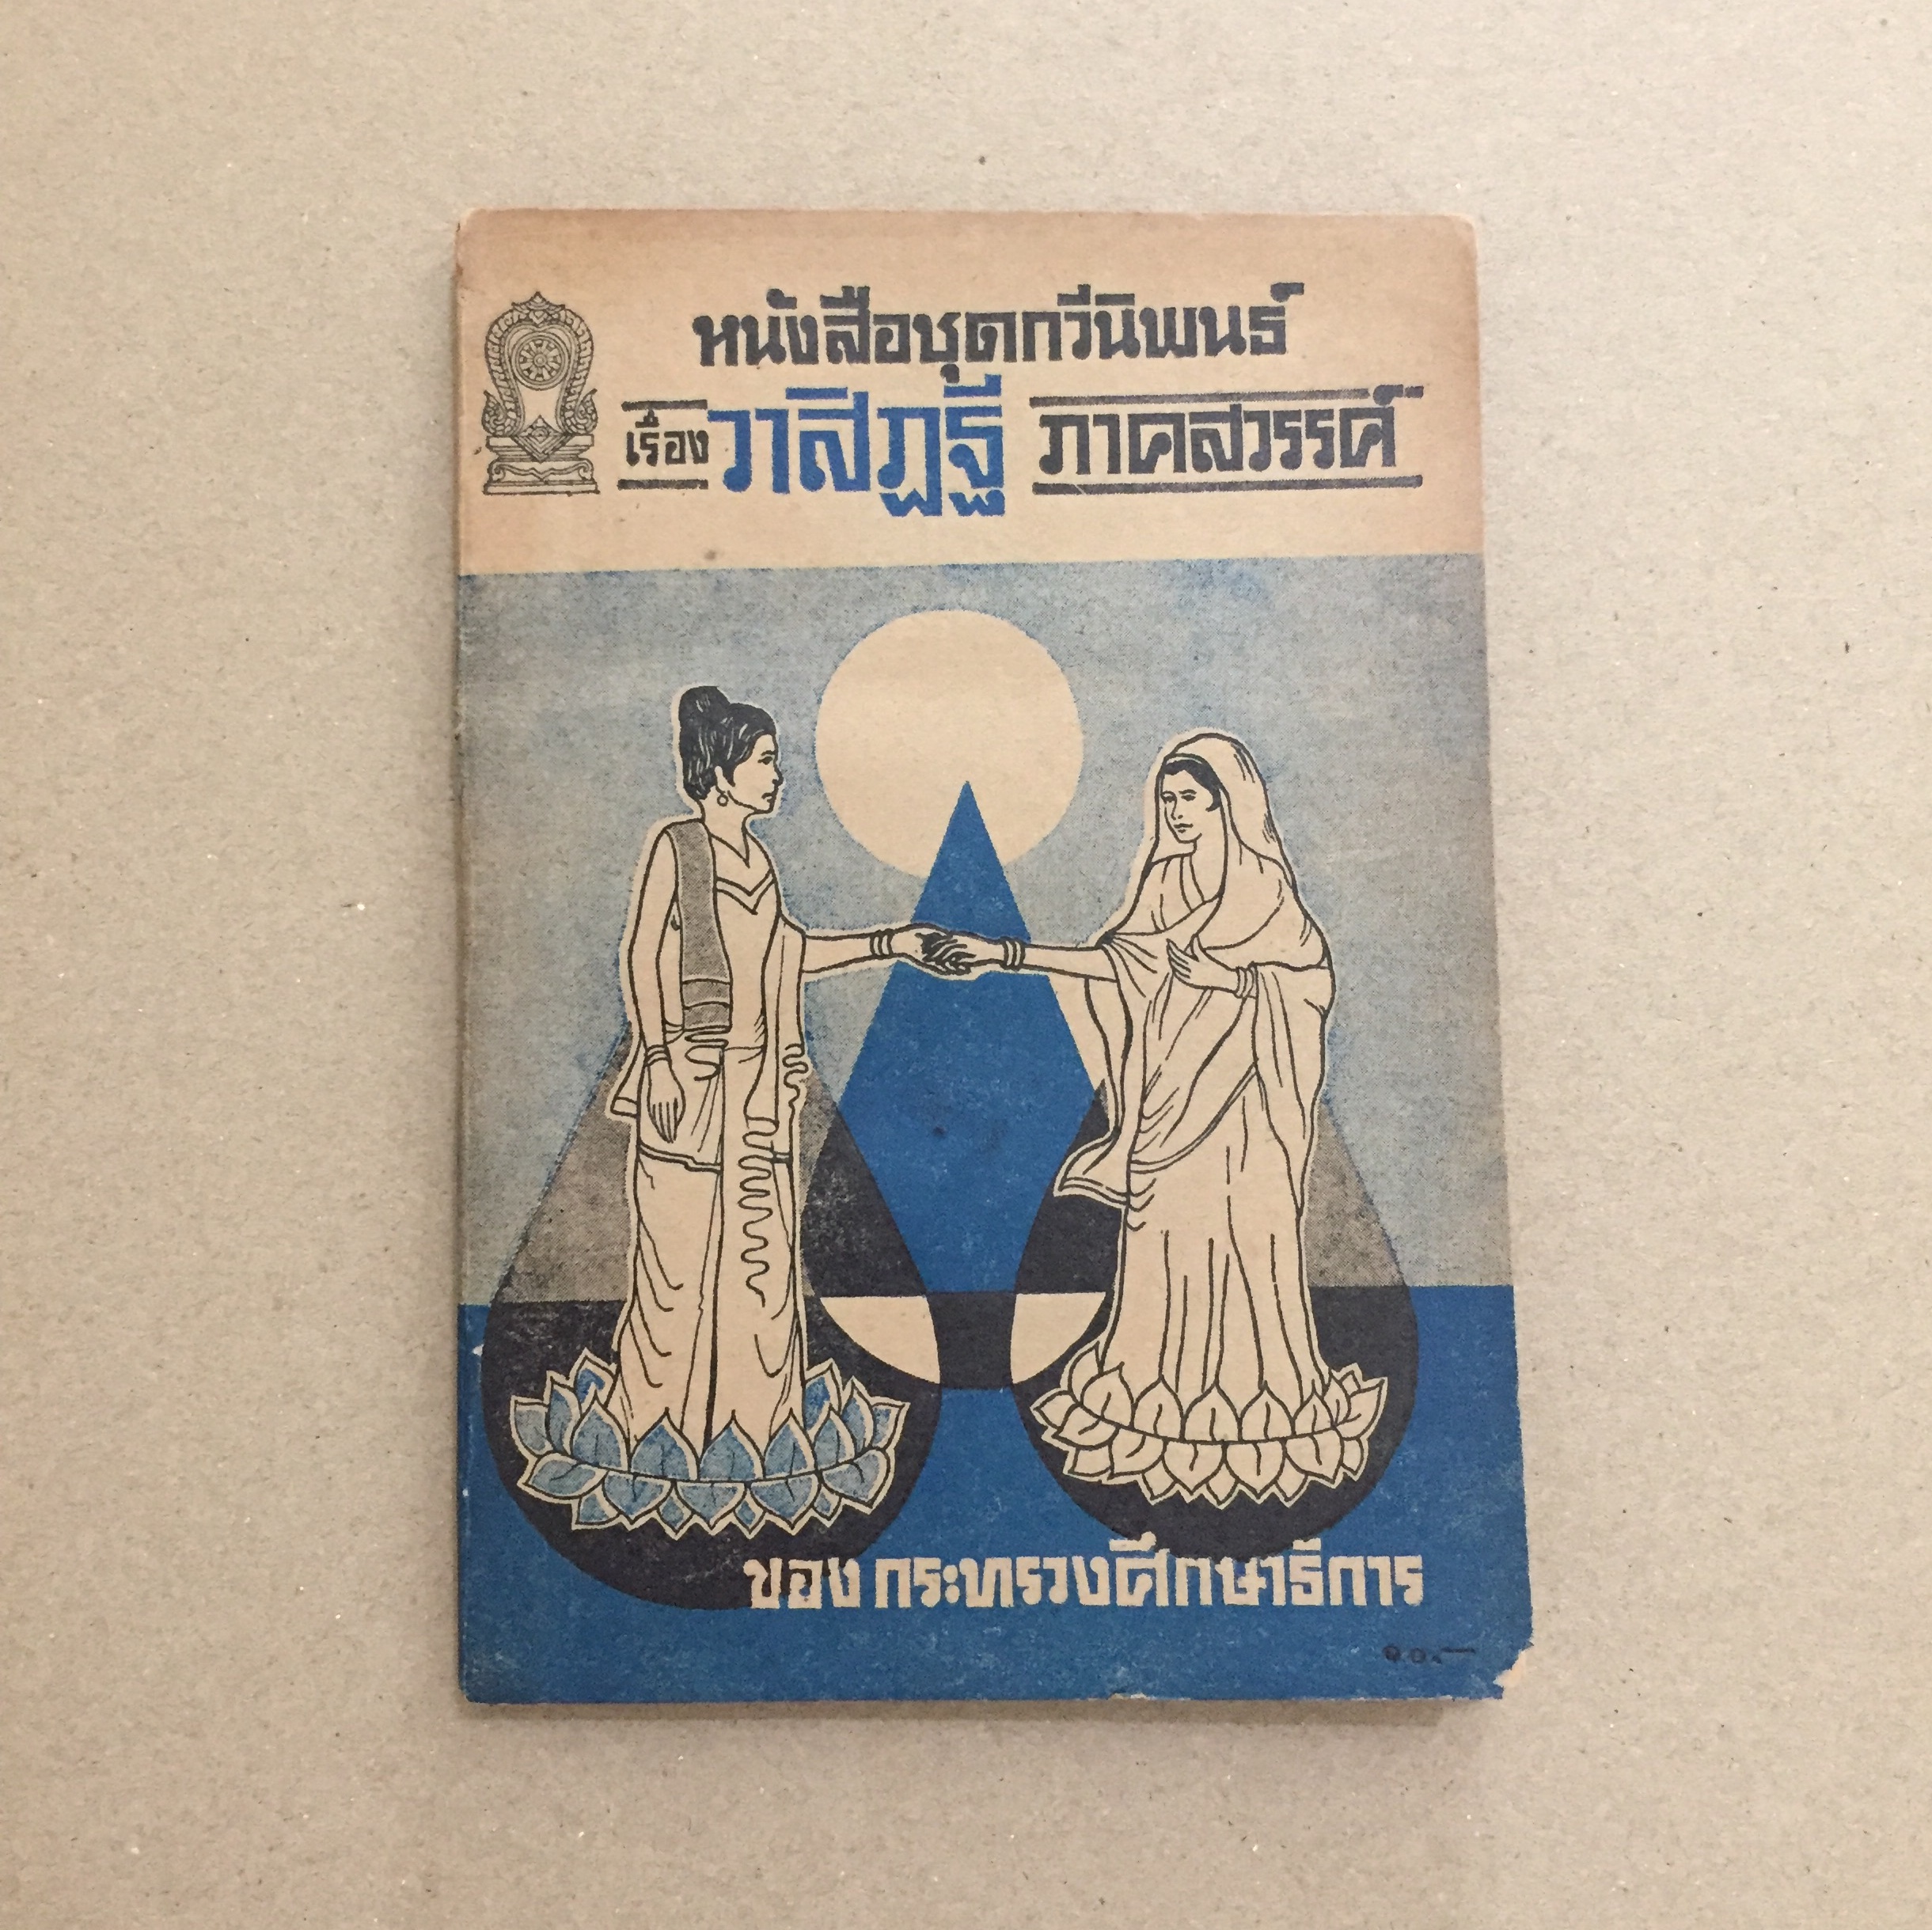 หนังสือชุดกวีนิพนธ์
เรื่อง วาสิฏฐี ภาคสวรรค์
ของ กระทรวงศึกษาธิการ